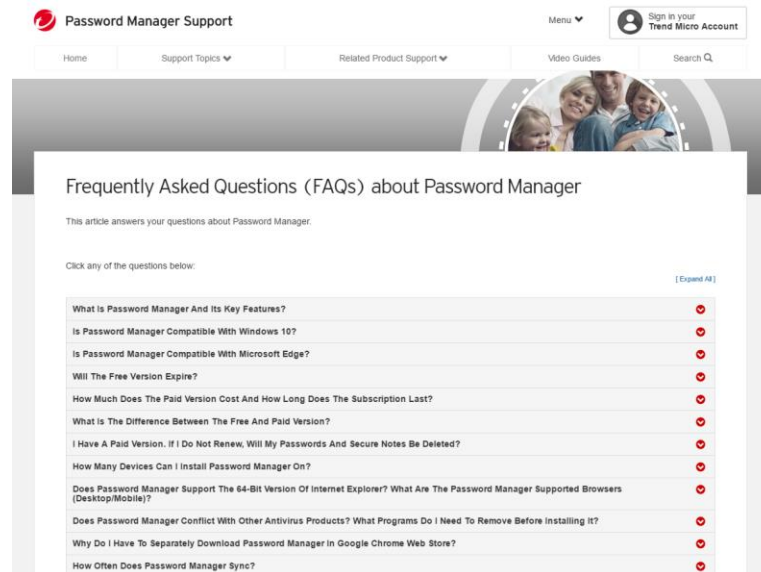 Password Manager Support
Menu
Sign in your
Trend Micro Account
Home
Support Topics
Related Product Support
Video Guides
Search
Frequently Asked Questions (FAQs) about Password Manager
This article answers your questions about Password Manager.
Click any of the questions below:
[ Expand All ]
What Is Password Manager And Its Key Features?
Is Password Manager Compatible With Windows 10?
Is Password Manager Compatible With Microsoft Edge?
Will The Free Version Expire?
How Much Does The Paid Version Cost And How Long Does The Subscription Last?
What Is The Difference Between The Free And Paid Version?
I Have A Paid Version. If I Do Not Renew, Will My Passwords And Secure Notes Be Deleted?
How Many Devices Can I Install Password Manager On?
Does Password Manager Support The 64-Bit Version Of Internet Explorer? What Are The Password Manager Supported Browsers
(Desktop/Mobile)?
Does Password Manager Conflict With Other Antivirus Products? What Programs Do I Need To Remove Before Installing It?
Why Do I Have To Separately Download Password Manager In Google Chrome Web Store?
How Often Does Password Manager Sync?